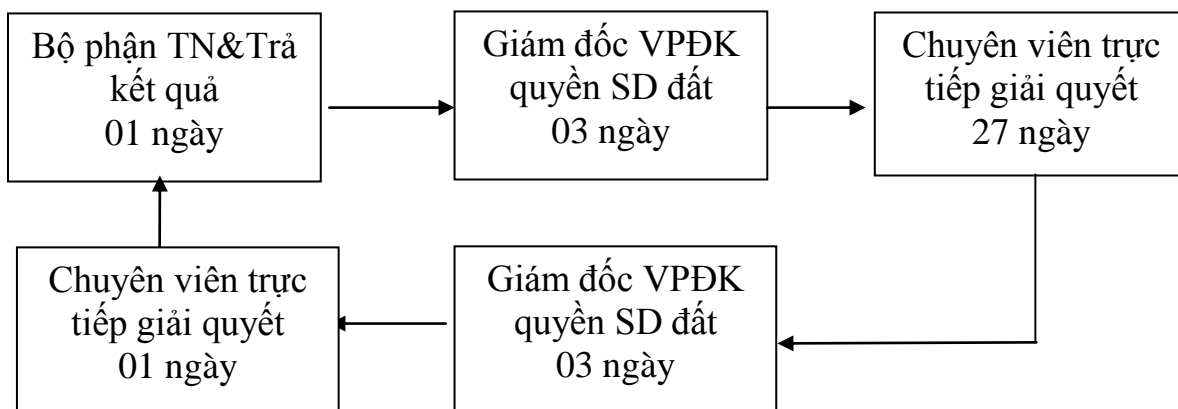 Bộ phận TN&Trả
kết quả
01 ngày
Giám đốc VPĐK
quyền SD đất
03 ngày
Chuyên viên trực
tiếp giải quyết
27 ngày
Chuyên viên trực
tiếp giải quyết
01 ngày
Giám đốc VPĐK
quyền SD đất
03 ngày